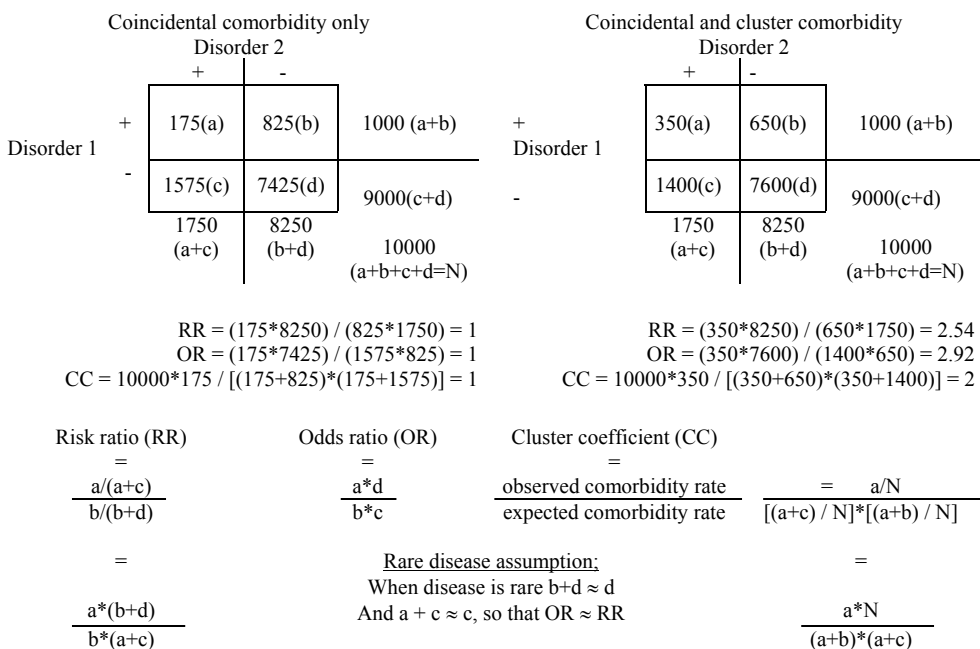 Coincidental comorbidity only
Disorder 2
+ -
+ 175(a) 825(b) 1000 (a+b)
Disorder 1
- 1575(c) 7425(d) 9000(c+d)
1750 8250
(a+c) (b+d) 10000
(a+b+c+d=N)
RR = (175*8250) / (825*1750) = 1
OR = (175*7425) / (1575*825) = 1
CC = 10000*175 / [(175+825)*(175+1575)] = 1
Coincidental and cluster comorbidity
Disorder 2
+ -
+ 350(a) 650(b) 1000 (a+b)
Disorder 1
- 1400(c) 7600(d) 9000(c+d)
1750 8250
(a+c) (b+d) 10000
(a+b+c+d=N)
RR = (350*8250) / (650*1750) = 2.54
OR = (350*7600) / (1400*650) = 2.92
CC = 10000*350 / [(350+650)*(350+1400)] = 2
Risk ratio (RR)
=
a/(a+c)
b/(b+d)
=
a*(b+d)
b*(a+c)
Odds ratio (OR)
=
a*d
b*c
Cluster coefficient (CC)
=
observed comorbidity rate = a/N
expected comorbidity rate [(a+c) / N]*[(a+b) / N]
=
a*N
(a+b)*(a+c)
Rare disease assumption;
When disease is rare b+d ≈ d
And a + c ≈ c, so that OR ≈ RR